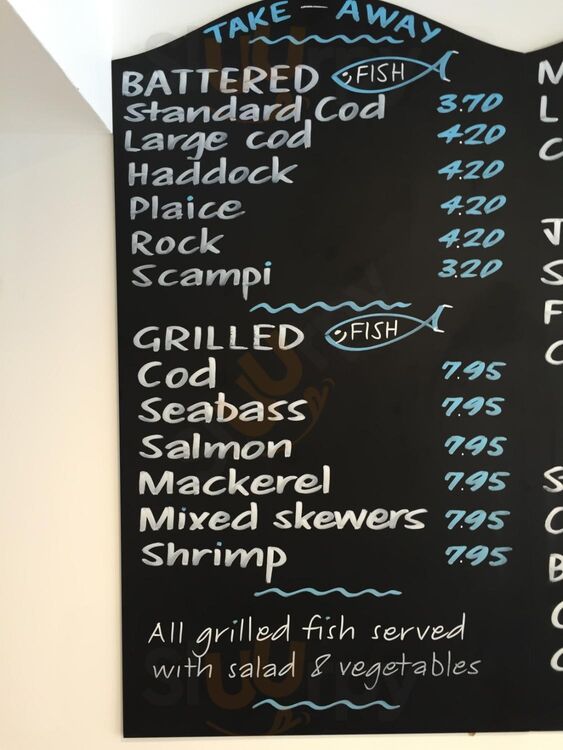 TAKE - AWAY
BATTERED FISH
Standard Cod 3.70
Large cod 4.20
Haddock 4.20
Plaice 4.20
Rock 4.20
Scampi 3.20
GRILLED FISH
Cod 7.95
Seabass 7.95
Salmon 7.95
Mackerel 7.95
Mixed skewers 7.95
Shrimp 7.95
All grilled fish served
with salad & vegetables